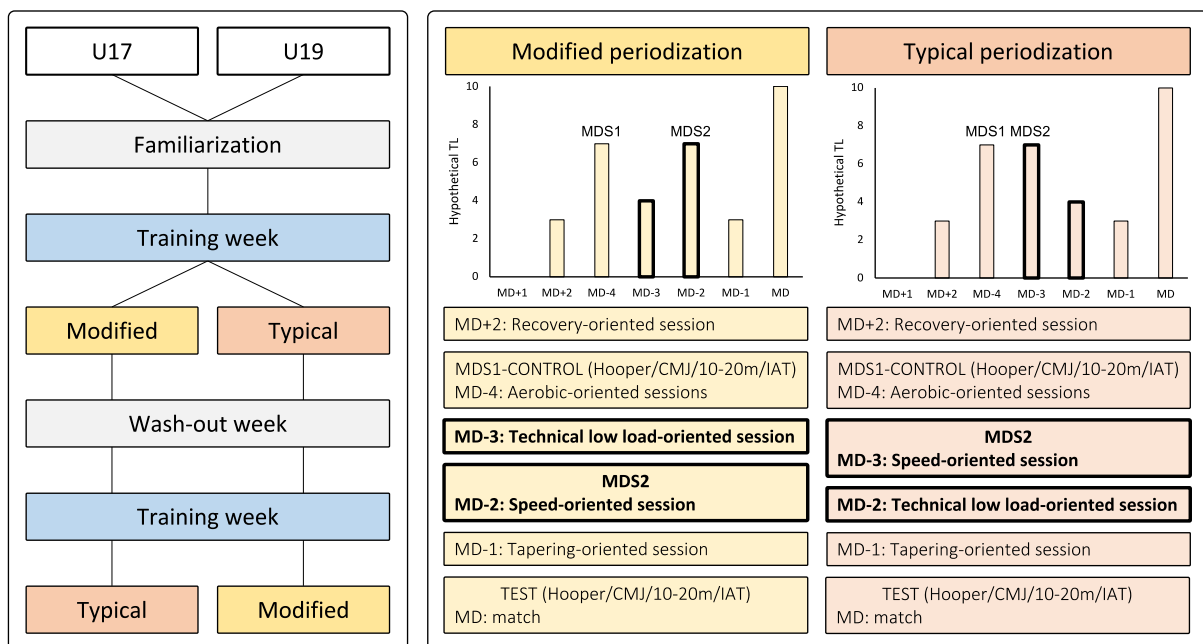 U17 U19
Familiarization
Training week
Modified Typical
Wash-out week
Training week
Typical Modified
Modified periodization
Hypothetical TL
10
8
6
4
2
0
MDS1 MDS2
MD+1 MD+2 MD-4 MD-3 MD-2 MD-1 MD
MD+2: Recovery-oriented session
MDS1-CONTROL (Hooper/CMJ/10-20m/IAT)
MD-4: Aerobic-oriented sessions
MD-3: Technical low load-oriented session
MDS2
MD-2: Speed-oriented session
MD-1: Tapering-oriented session
TEST (Hooper/CMJ/10-20m/IAT)
MD: match
Typical periodization
Hypothetical TL
10
8
6
4
2
0
MDS1 MDS2
MD+1 MD+2 MD-4 MD-3 MD-2 MD-1 MD
MD+2: Recovery-oriented session
MDS1-CONTROL (Hooper/CMJ/10-20m/IAT)
MD-4: Aerobic-oriented sessions
MDS2
MD-3: Speed-oriented session
MD-2: Technical low load-oriented session
MD-1: Tapering-oriented session
TEST (Hooper/CMJ/10-20m/IAT)
MD: match